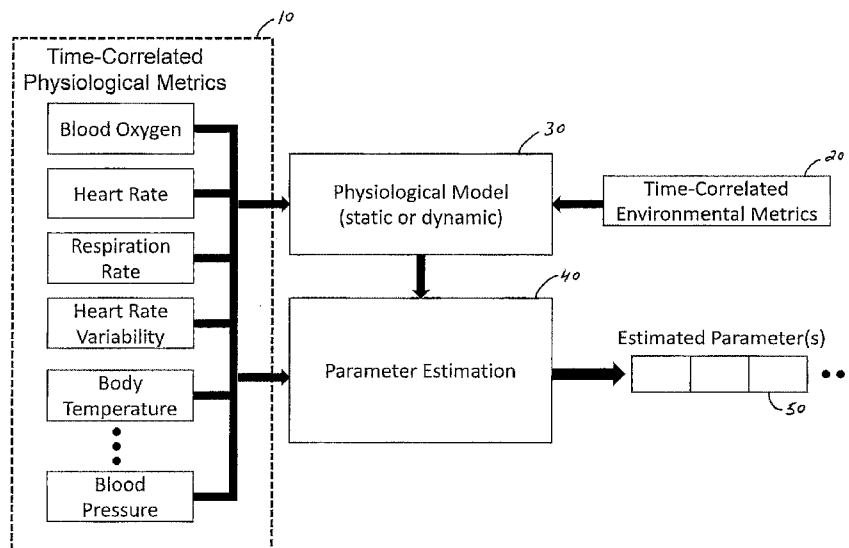 10
Time-Correlated
Physiological Metrics
Blood Oxygen
Heart Rate
Respiration
Rate
Heart Rate
Variability
Body
Temperature
Blood
Pressure
30
Physiological Model
(static or dynamic)
20
Time-Correlated
Environmental Metrics
40
Parameter Estimation
Estimated Parameter(s)
50